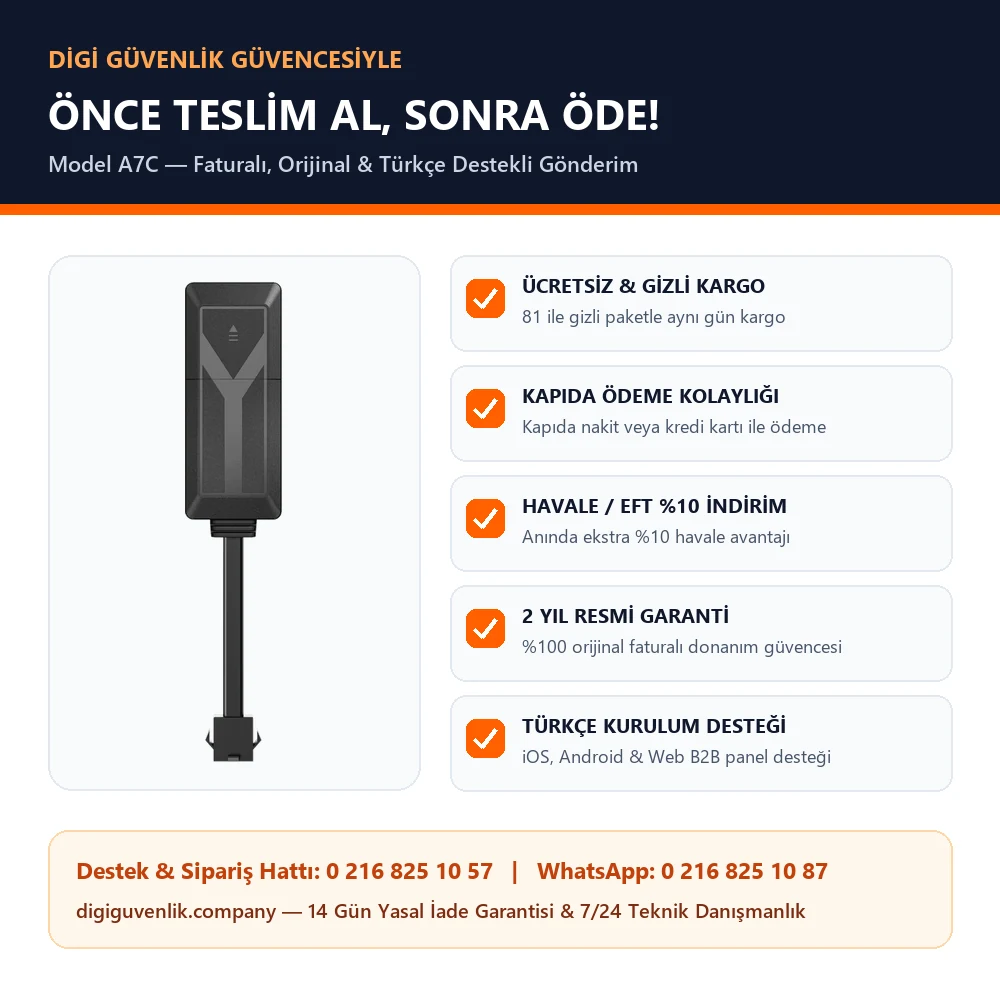 DİGİ GÜVENLİK GÜVENCESİYLE
ÖNCE TESLİM AL, SONRA ÖDE!
Model A7C — Faturalı, Orijinal & Türkçe Destekli Gönderim
ÜCRETSİZ & GİZLİ KARGO
81 ile gizli paketle aynı gün kargo
KAPIDA ÖDEME KOLAYLIĞI
Kapıda nakit veya kredi kartı ile ödeme
HAVALE / EFT %10 İNDİRİM
Anında ekstra %10 havale avantajı
2 YIL RESMİ GARANTİ
%100 orijinal faturalı donanım güvencesi
TÜRKÇE KURULUM DESTEĞİ
iOS, Android & Web B2B panel desteği
Destek & Sipariş Hattı: 0 216 825 10 57 | WhatsApp: 0 216 825 10 87
digiguvenlik.company — 14 Gün Yasal İade Garantisi & 7/24 Teknik Danışmanlık